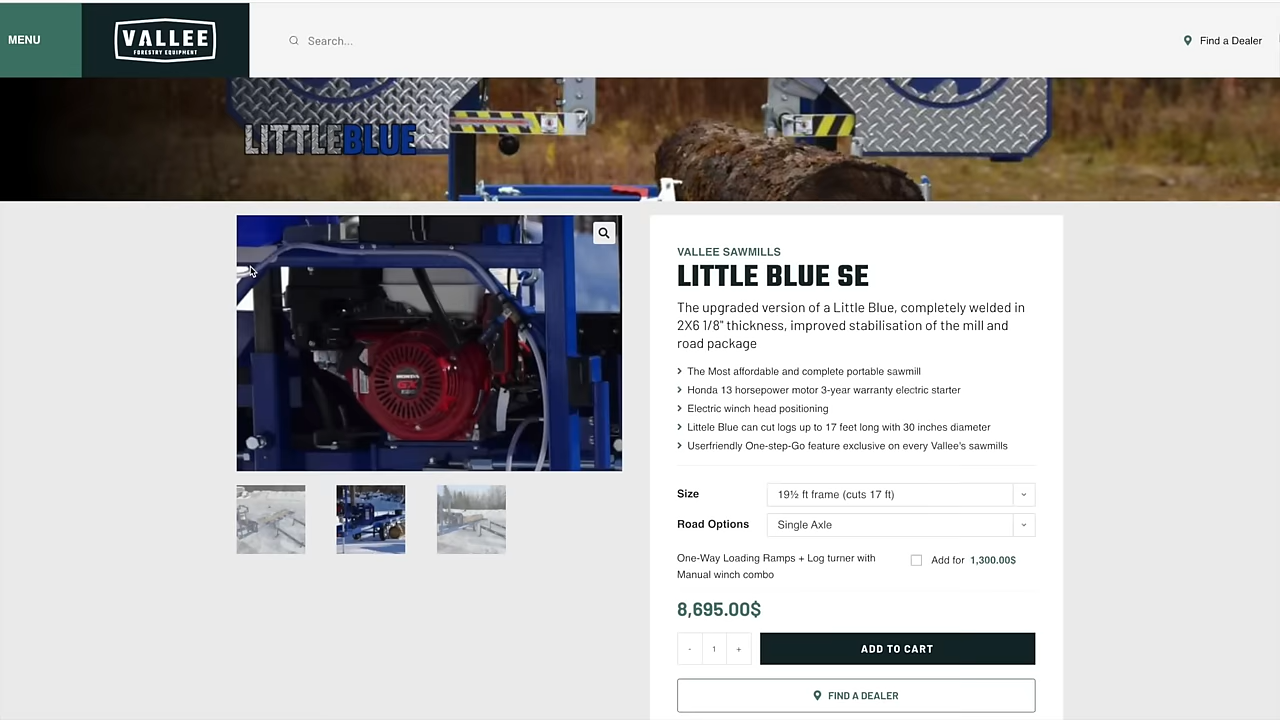 MENU
VALLEE
FORESTRY EQUIPMENT
Search...
Find a Dealer
LITTLEBLUE
HONDA
GX
VALLEE SAWMILLS
LITTLE BLUE SE
The upgraded version of a Little Blue, completely welded in
2X6 1/8" thickness, improved stabilisation of the mill and
road package
The Most affordable and complete portable sawmill
Honda 13 horsepower motor 3-year warranty electric starter
Electric winch head positioning
Littele Blue can cut logs up to 17 feet long with 30 inches diameter
Userfriendly One-step-Go feature exclusive on every Vallee's sawmills
Size
19½ ft frame (cuts 17 ft)
Road Options
Single Axle
One-Way Loading Ramps + Log turner with
Manual winch combo
Add for 1,300.00$
8,695.00$
- 1 +
ADD TO CART
FIND A DEALER